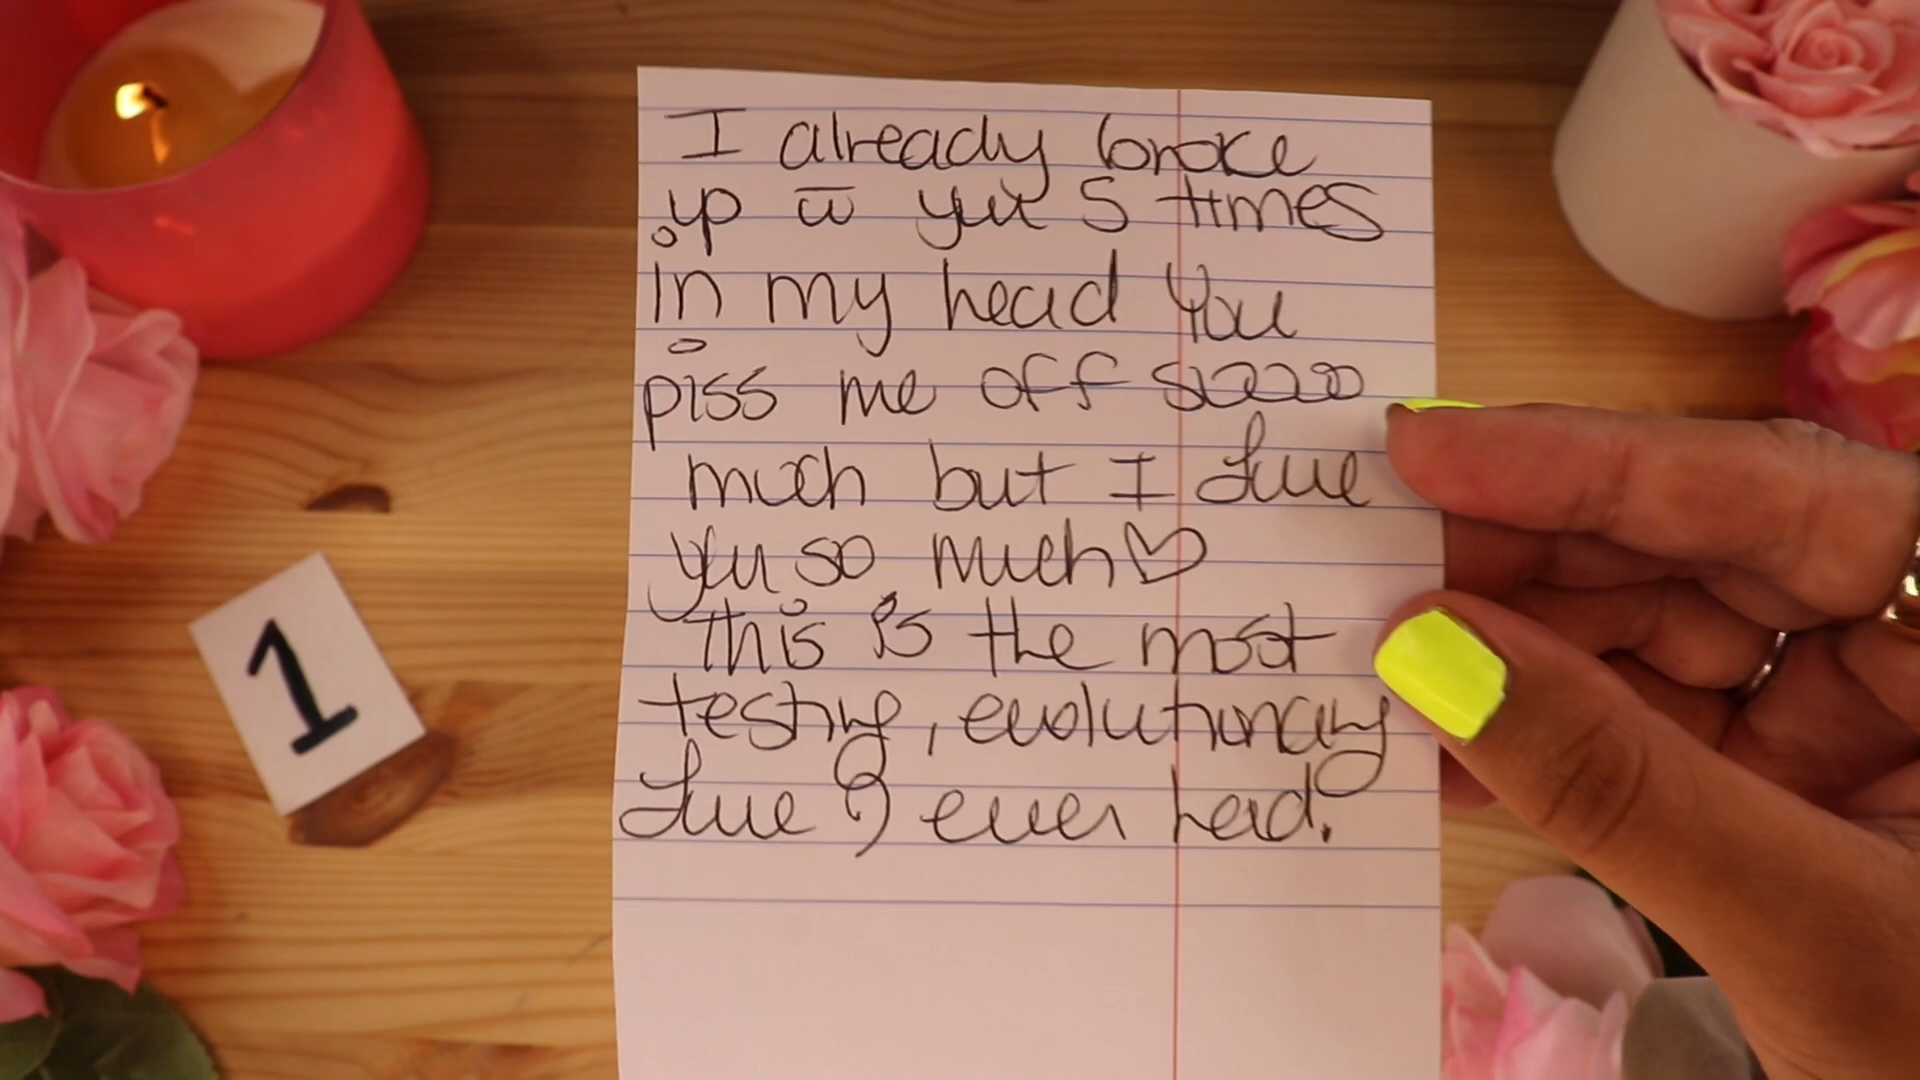 I already broke
up w̄ you 5 times
in my head You
piss me off soooo
much but I Love
you so much♡
this is the most
testing, evolutionary
Love I ever had.
1